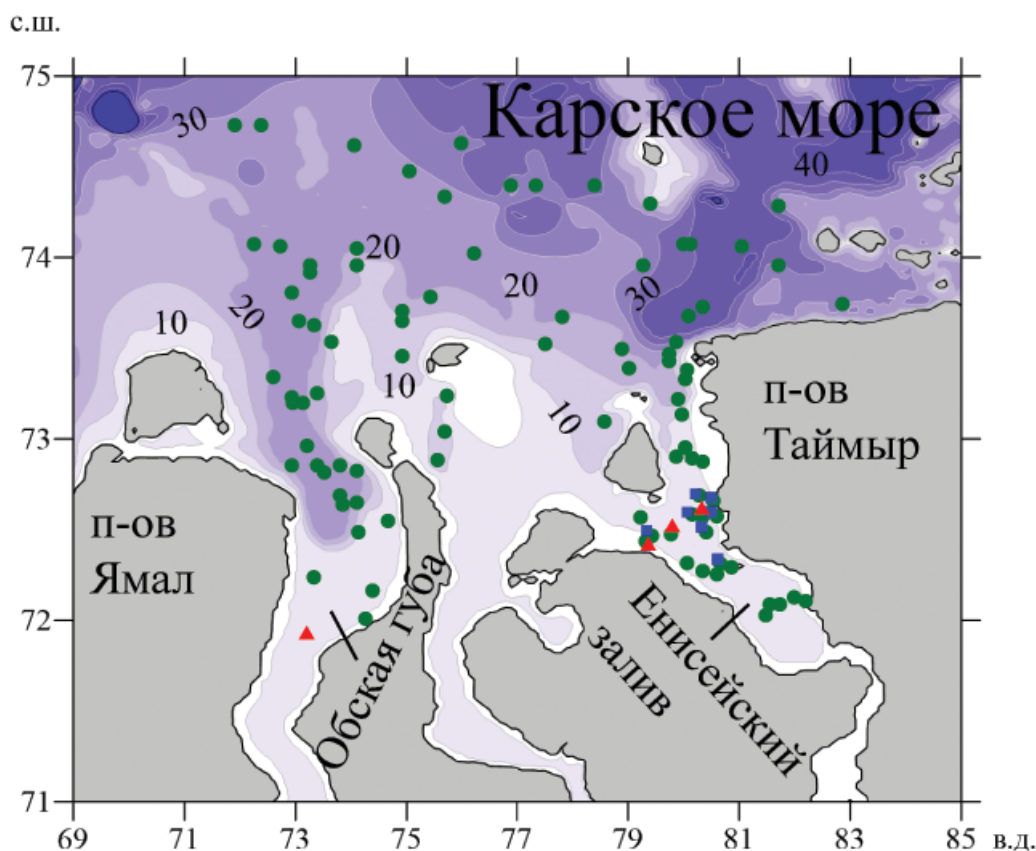 с.ш.
75
Карское море
30
40
74
20
20
20
30
10
10
10
п-ов
Таймыр
73
п-ов
Ямал
72
Обская губа
Енисейский
залив
71
69
71
73
75
77
79
81
83
85
в.д.